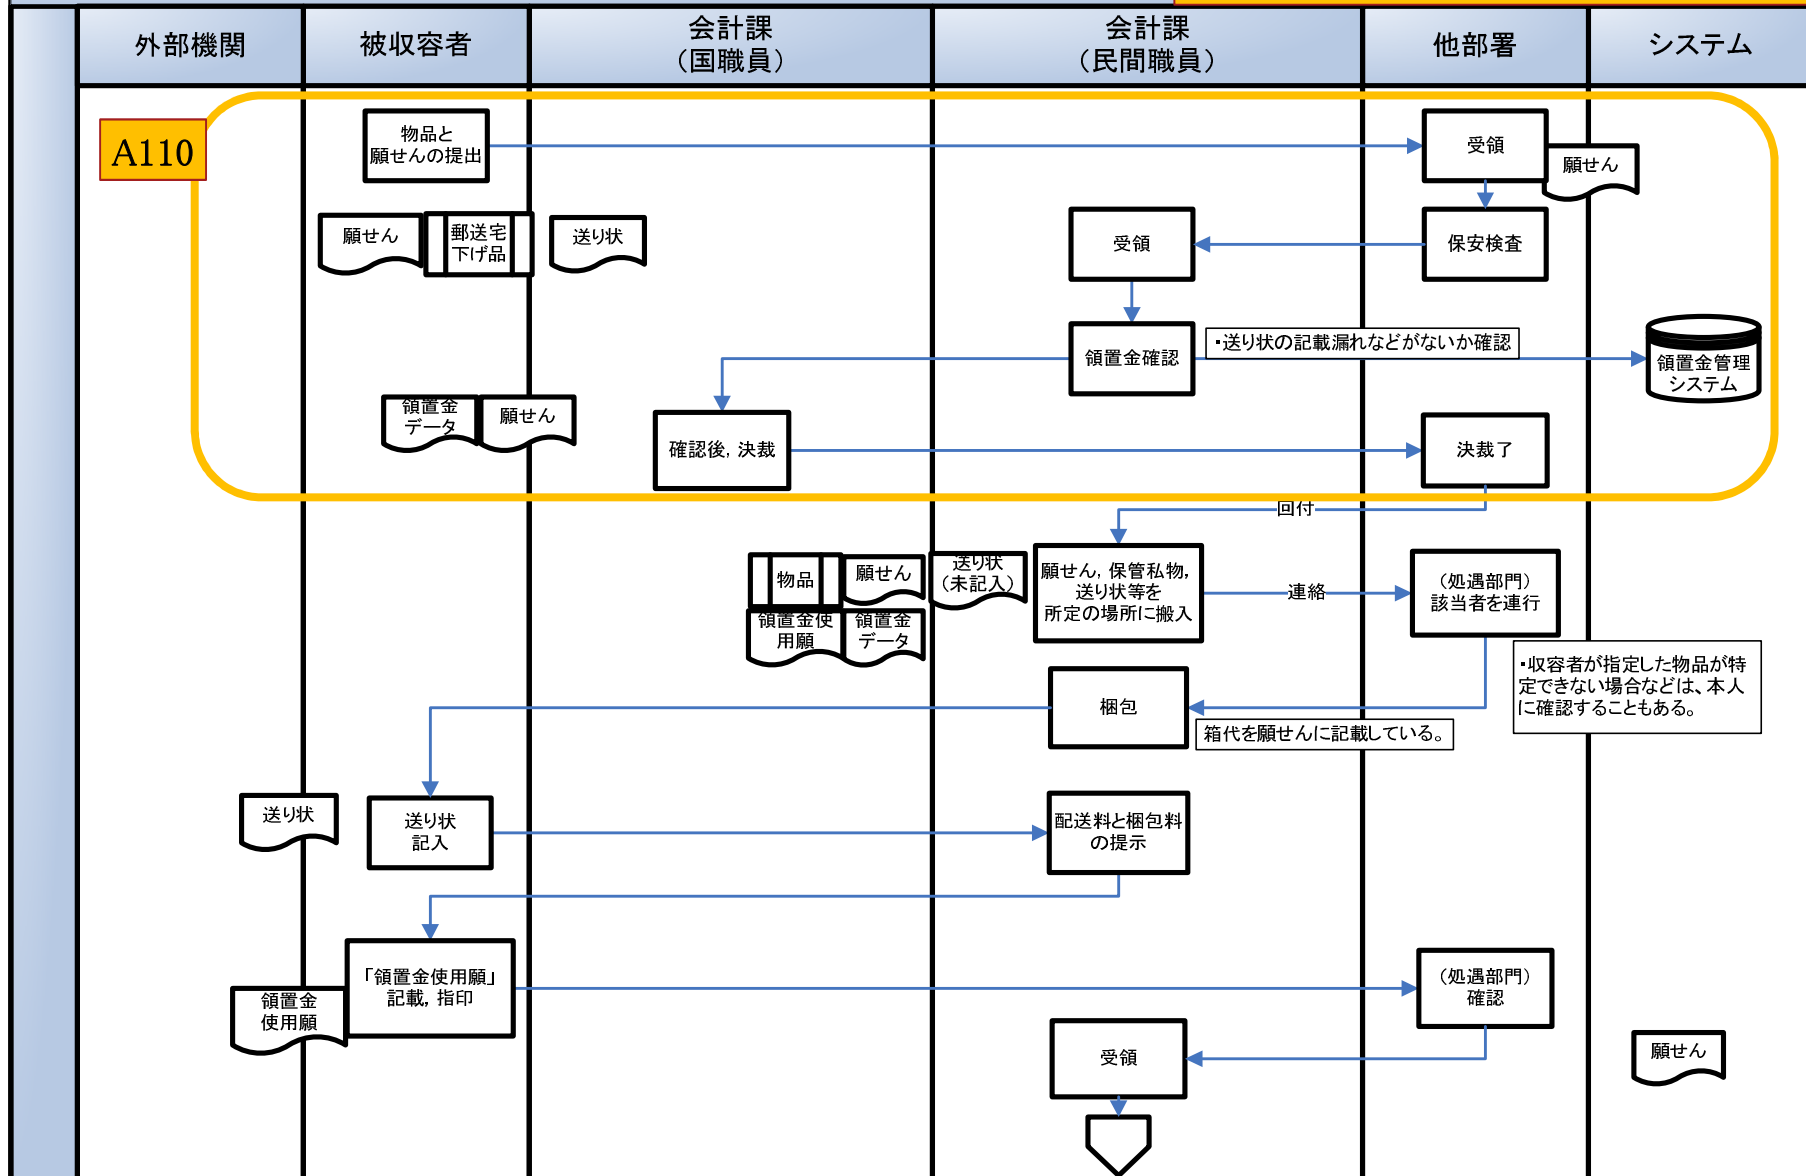 外部機関
被収容者
会計課
（国職員）
会計課
（民間職員）
他部署
システム
A110
物品と
願せんの提出
受領
願せん
願せん
郵送宅
下げ品
送り状
受領
保安検査
領置金確認
・送り状の記載漏れなどがないか確認
領置金管理
システム
領置金
データ
願せん
確認後，決裁
決裁了
回付
物品
願せん
送り状
（未記入）
領置金使
用願
領置金
データ
願せん，保管私物，
送り状等を
所定の場所に搬入
連絡
（処遇部門）
該当者を連行
・収容者が指定した物品が特
定できない場合などは、本人
に確認することもある。
梱包
箱代を願せんに記載している。
送り状
送り状
記入
配送料と梱包料
の提示
領置金
使用願
「領置金使用願」
記載，指印
（処遇部門）
確認
受領
願せん